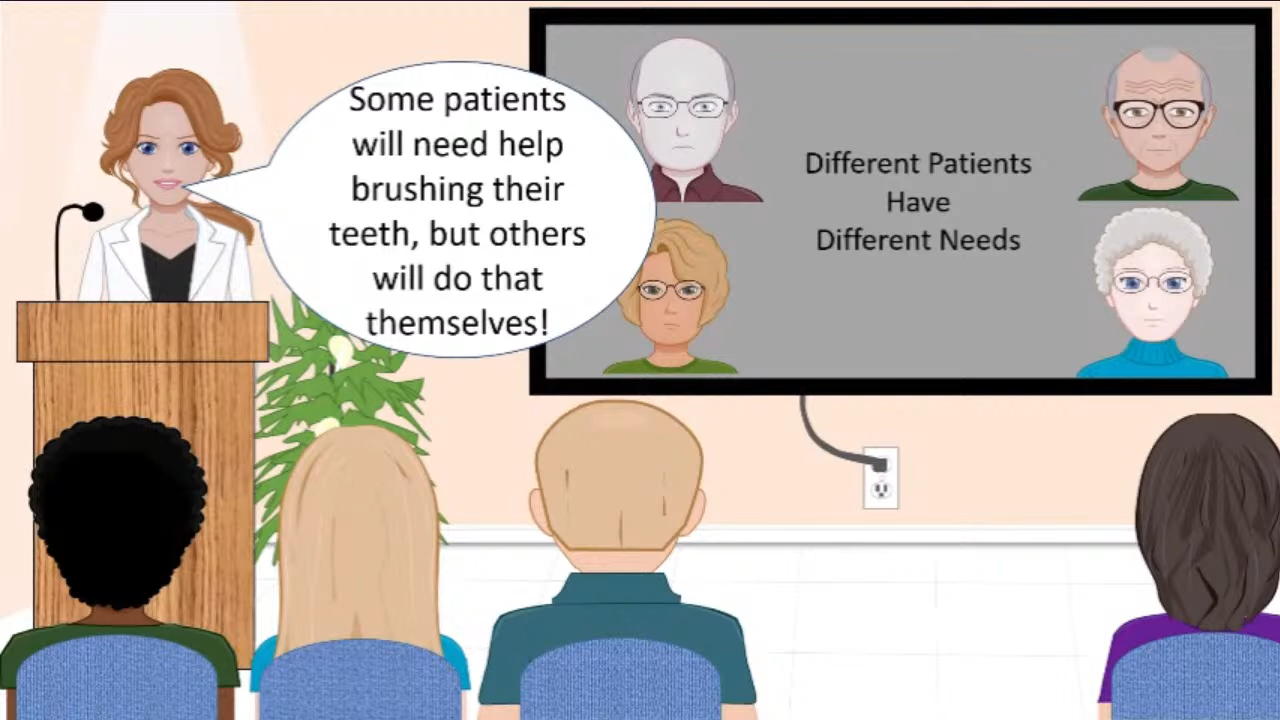 Some patients
will need help
brushing their
teeth, but others
will do that
themselves!
Different Patients
Have
Different Needs